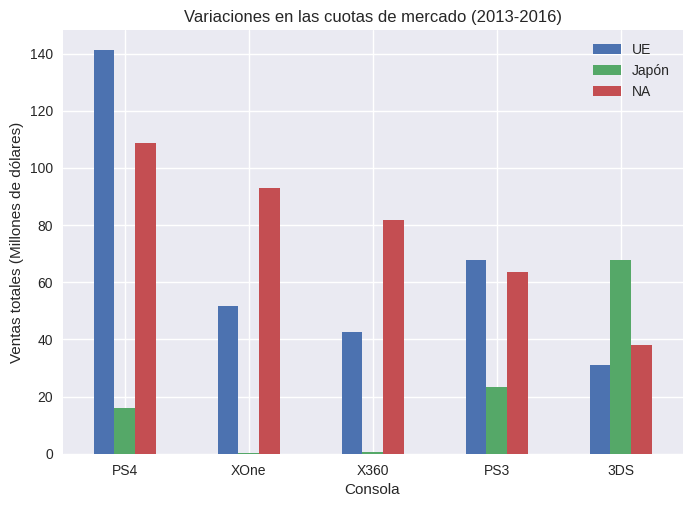 Variaciones en las cuotas de mercado (2013-2016)
UE
Japón
NA
Ventas totales (Millones de dólares)
140
120
100
80
60
40
20
0
PS4 XOne X360 PS3 3DS
Consola